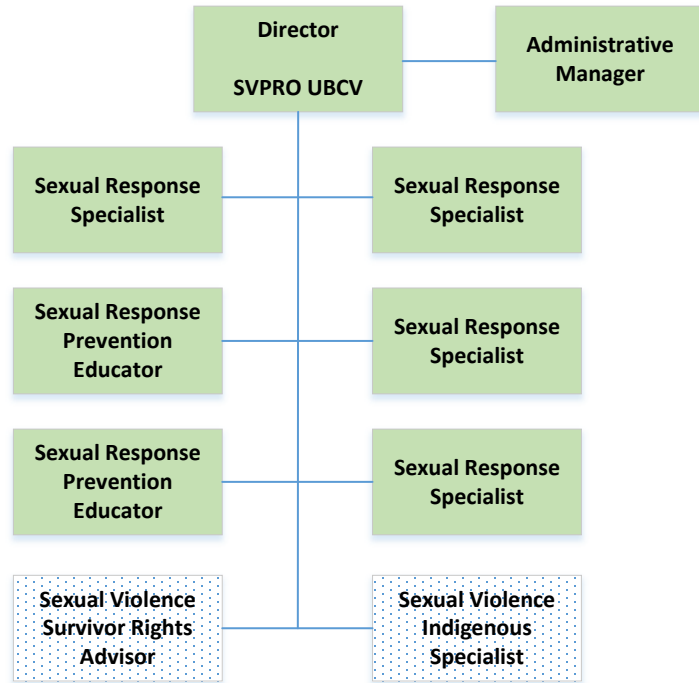 Director
SVPRO UBCV
Administrative
Manager
Sexual Response
Specialist
Sexual Response
Specialist
Sexual Response
Prevention
Educator
Sexual Response
Specialist
Sexual Response
Prevention
Educator
Sexual Response
Specialist
Sexual Violence
Survivor Rights
Advisor
Sexual Violence
Indigenous
Specialist